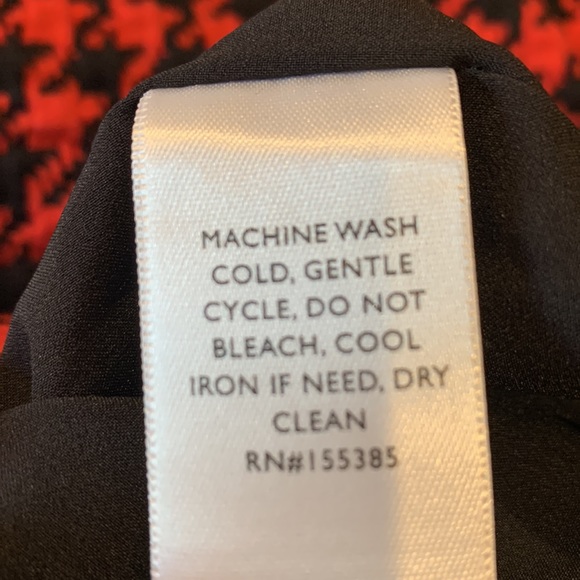 MACHINE WASH
COLD, GENTLE
CYCLE, DO NOT
BLEACH, COOL
IRON IF NEED, DRY
CLEAN
RN#155385